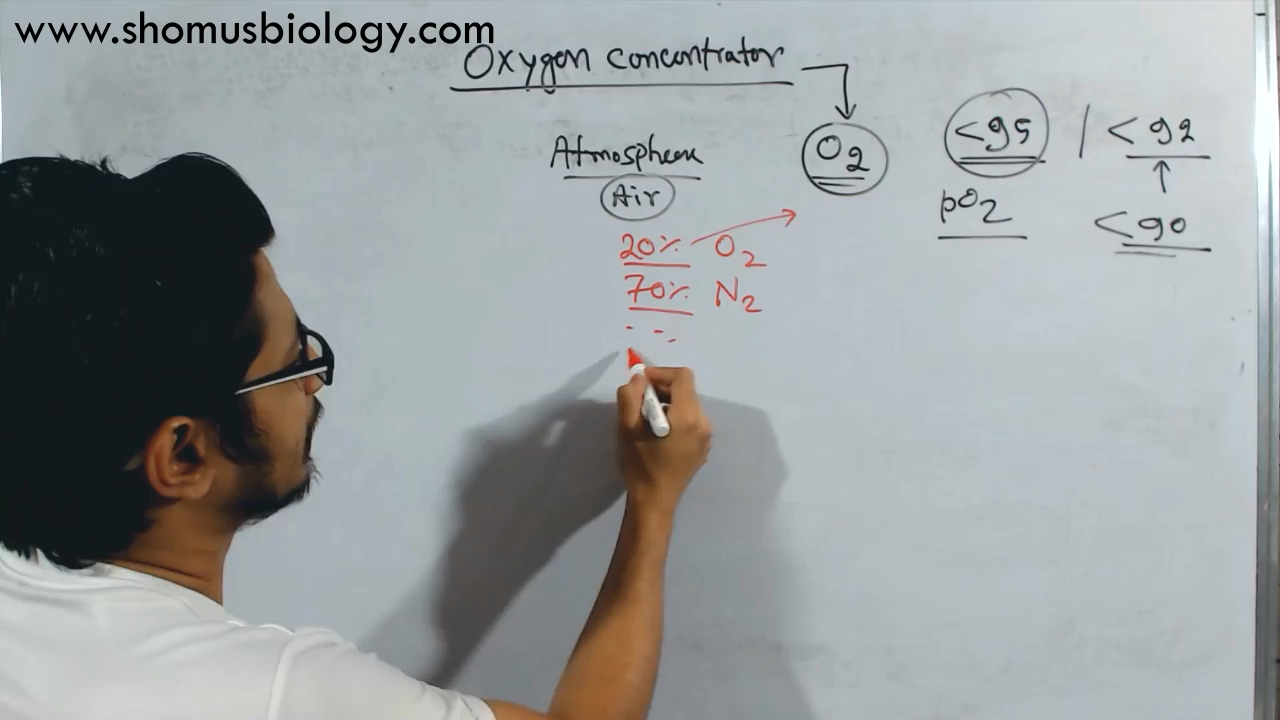 www.shomusbiology.com
Oxygen concentrator
Atmosphere
Air
O2
<95 / <92
pO2
<90
20% O2
70% N2